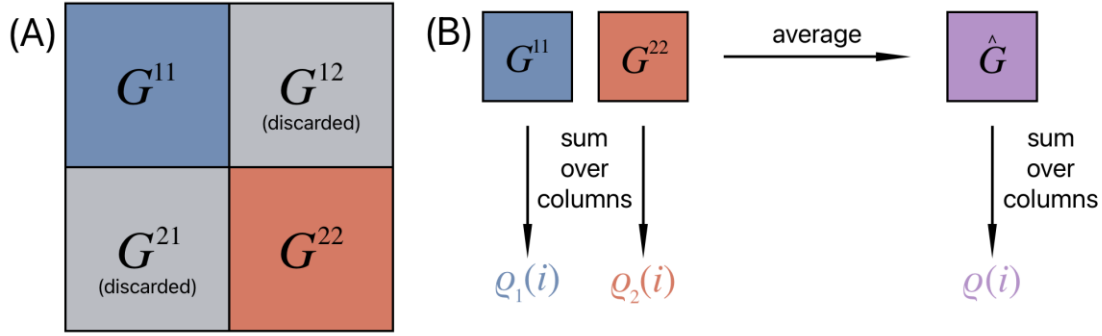 (A)
G¹¹
G¹²
(discarded)
G²¹
(discarded)
G²²
(B)
G¹¹
G²²
average
Ĝ
sum
over
columns
sum
over
columns
ϱ₁(i)
ϱ₂(i)
ϱ(i)